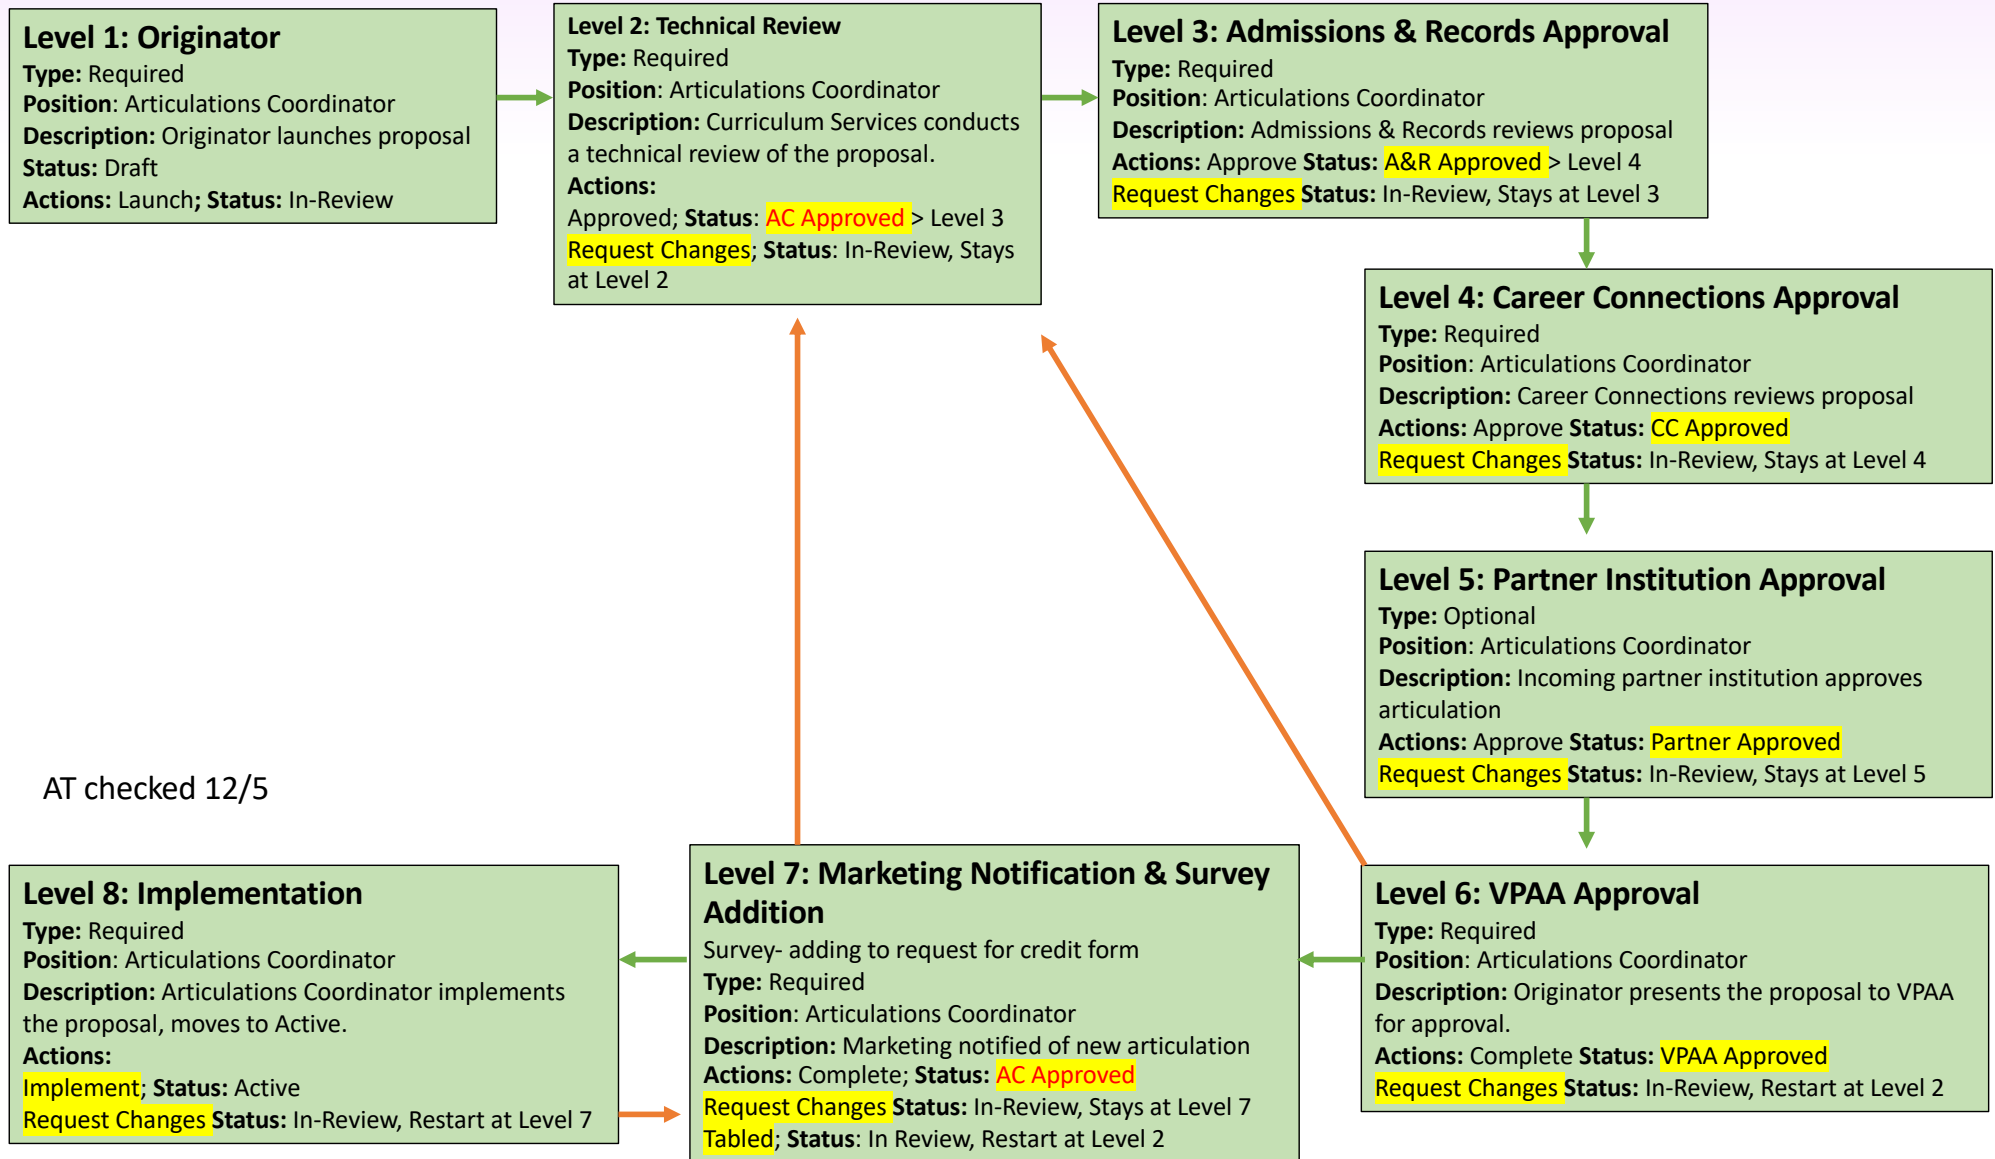 Level 1: Originator
Type: Required
Position: Articulations Coordinator
Description: Originator launches proposal
Status: Draft
Actions: Launch; Status: In-Review
Level 2: Technical Review
Type: Required
Position: Articulations Coordinator
Description: Curriculum Services conducts
a technical review of the proposal.
Actions:
Approved; Status: AC Approved > Level 3
Request Changes; Status: In-Review, Stays
at Level 2
Level 3: Admissions & Records Approval
Type: Required
Position: Articulations Coordinator
Description: Admissions & Records reviews proposal
Actions: Approve Status: A&R Approved > Level 4
Request Changes Status: In-Review, Stays at Level 3
Level 4: Career Connections Approval
Type: Required
Position: Articulations Coordinator
Description: Career Connections reviews proposal
Actions: Approve Status: CC Approved
Request Changes Status: In-Review, Stays at Level 4
Level 5: Partner Institution Approval
Type: Optional
Position: Articulations Coordinator
Description: Incoming partner institution approves
articulation
Actions: Approve Status: Partner Approved
Request Changes Status: In-Review, Stays at Level 5
AT checked 12/5
Level 6: VPAA Approval
Type: Required
Position: Articulations Coordinator
Description: Originator presents the proposal to VPAA
for approval.
Actions: Complete Status: VPAA Approved
Request Changes Status: In-Review, Restart at Level 2
Level 7: Marketing Notification & Survey
Addition
Survey- adding to request for credit form
Type: Required
Position: Articulations Coordinator
Description: Marketing notified of new articulation
Actions: Complete; Status: AC Approved
Request Changes Status: In-Review, Stays at Level 7
Tabled; Status: In Review, Restart at Level 2
Level 8: Implementation
Type: Required
Position: Articulations Coordinator
Description: Articulations Coordinator implements
the proposal, moves to Active.
Actions:
Implement; Status: Active
Request Changes Status: In-Review, Restart at Level 7